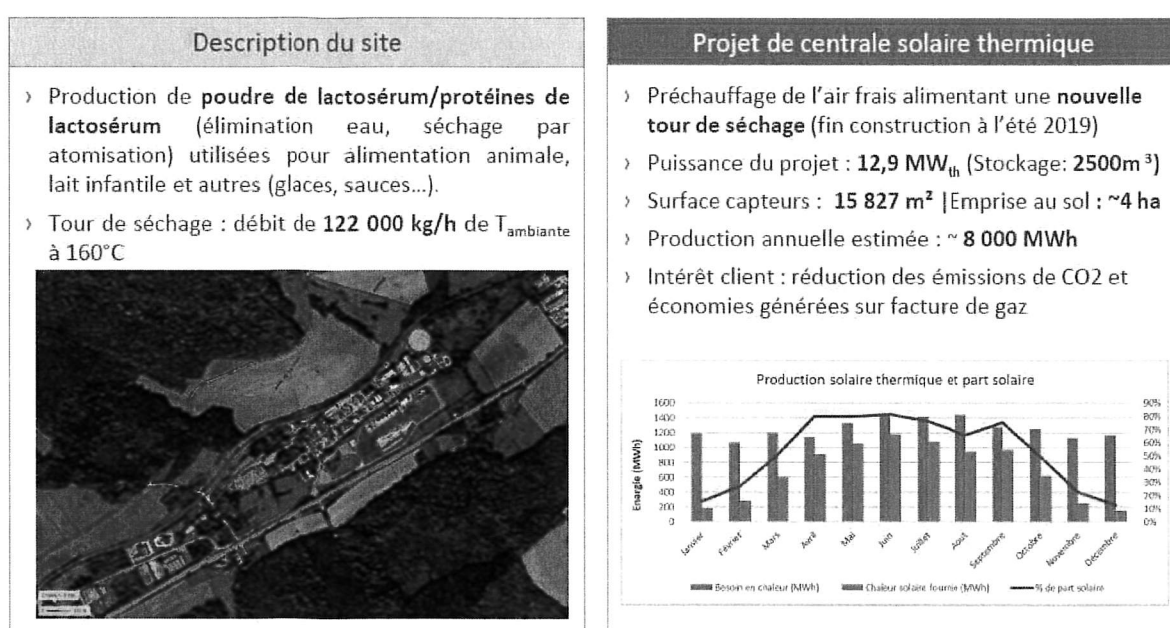 Description du site
› Production de poudre de lactosérum/protéines de
lactosérum (élimination eau, séchage par
atomisation) utilisées pour alimentation animale,
lait infantile et autres (glaces, sauces...).
› Tour de séchage : débit de 122 000 kg/h de Tambiante
à 160°C
Projet de centrale solaire thermique
› Préchauffage de l'air frais alimentant une nouvelle
tour de séchage (fin construction à l'été 2019)
› Puissance du projet : 12,9 MWth (Stockage: 2500m³)
› Surface capteurs : 15 827 m² |Emprise au sol : ~4 ha
› Production annuelle estimée : ~ 8 000 MWh
› Intérêt client : réduction des émissions de CO2 et
économies générées sur facture de gaz
Production solaire thermique et part solaire
Energie (MWh)
1600
1400
1200
1000
800
600
400
200
0
90%
80%
70%
60%
50%
40%
30%
20%
10%
0%
Janvier
Février
Mars
Avril
Mai
Juin
Juillet
Aout
Septembre
Octobre
Novembre
Décembre
Besoin en chaleur (MWh)
Chaleur solaire fournie (MWh)
% de part solaire